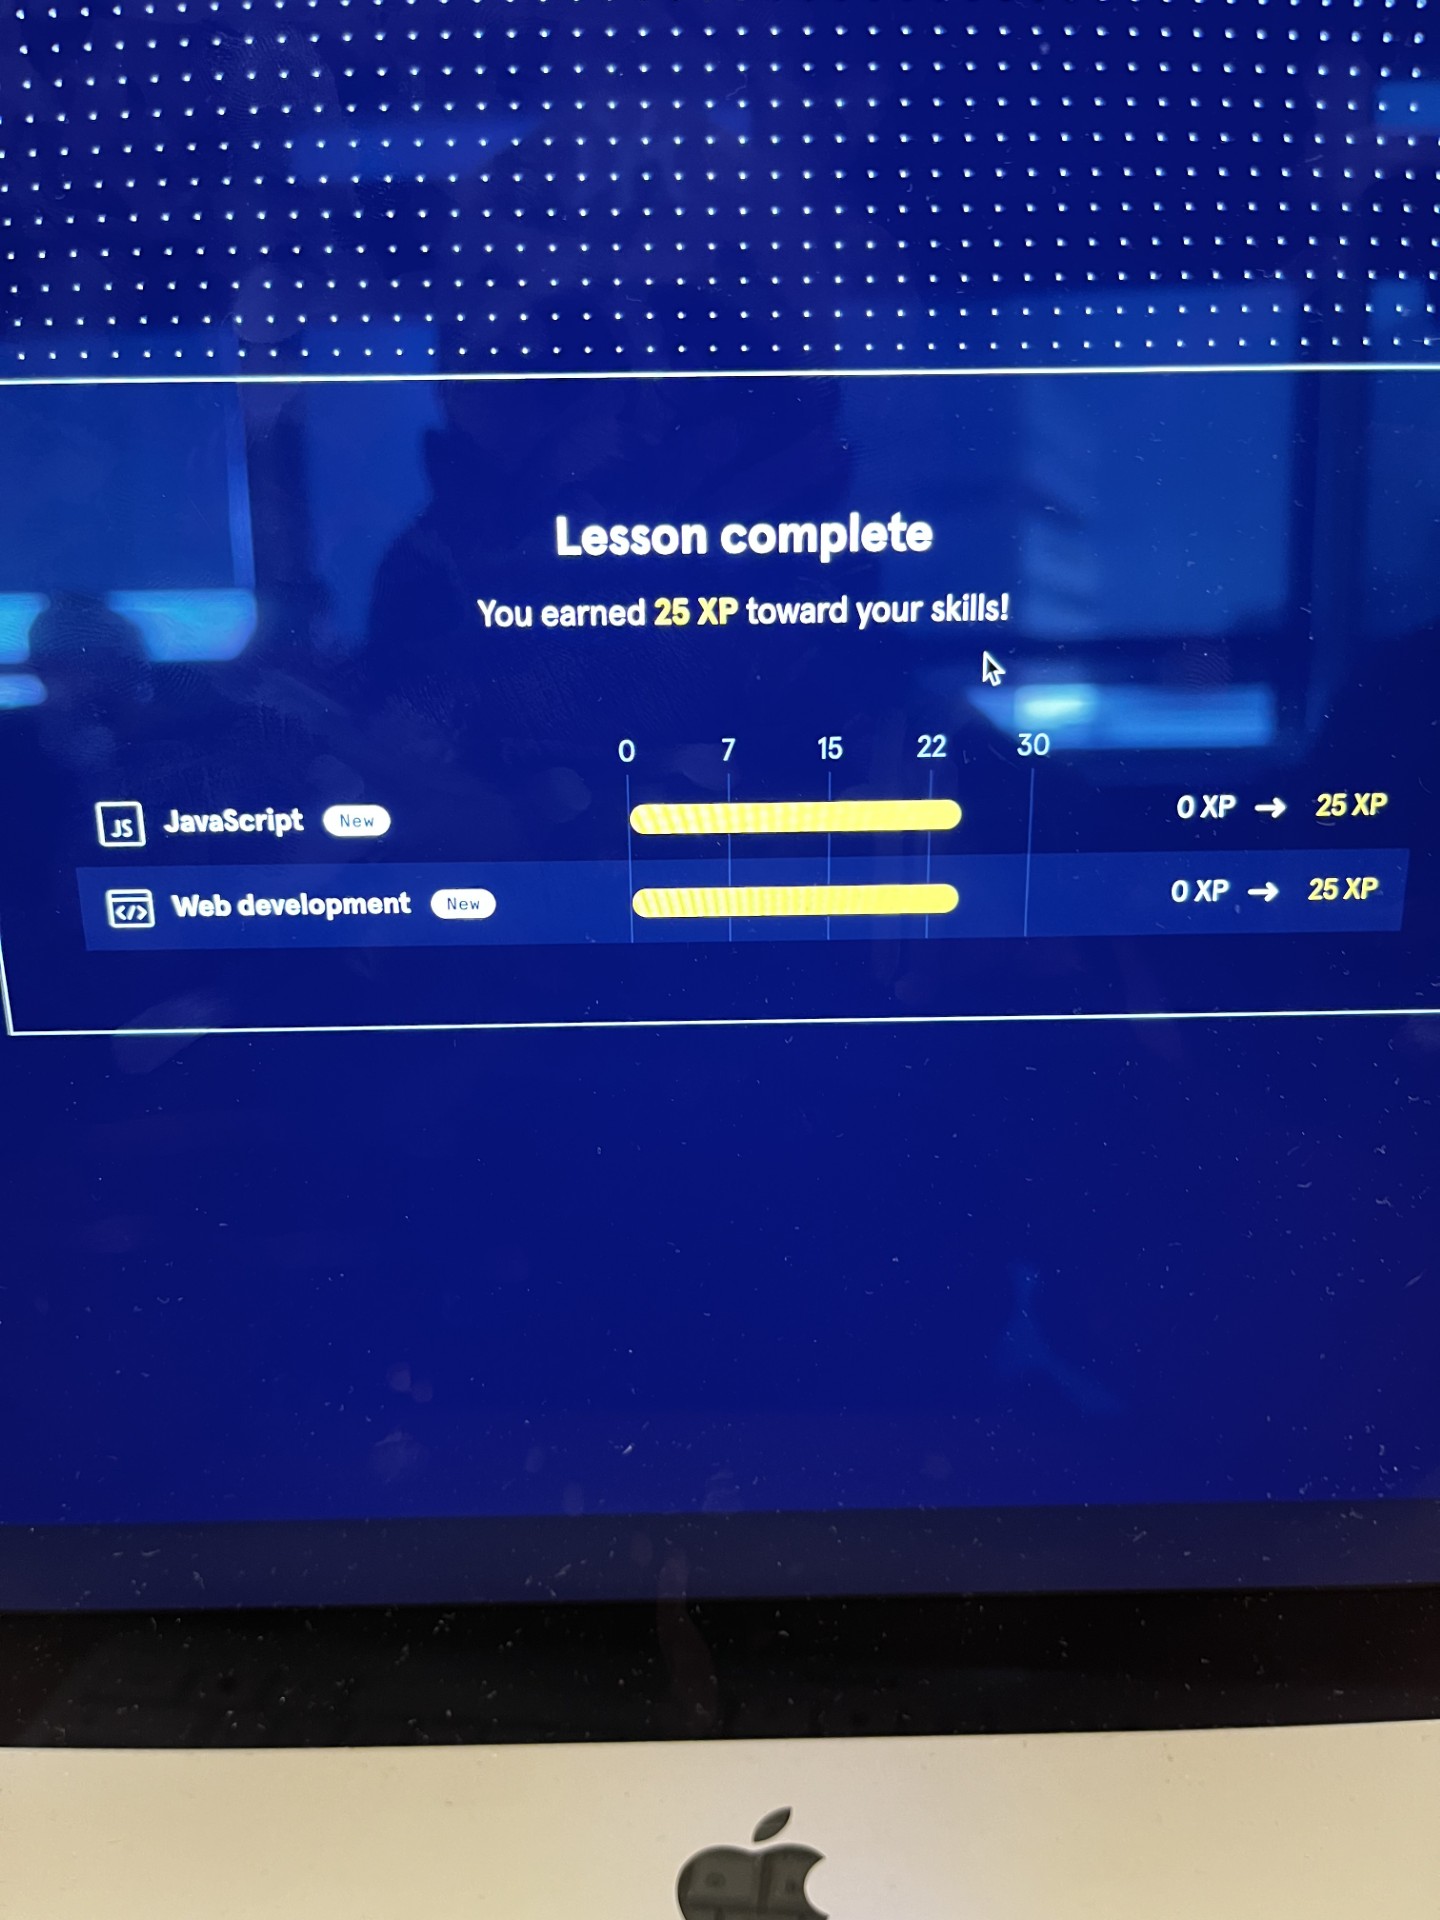 Lesson complete
You earned 25 XP toward your skills!
0 7 15 22 30
JS JavaScript New 0 XP → 25 XP
</> Web development New 0 XP → 25 XP